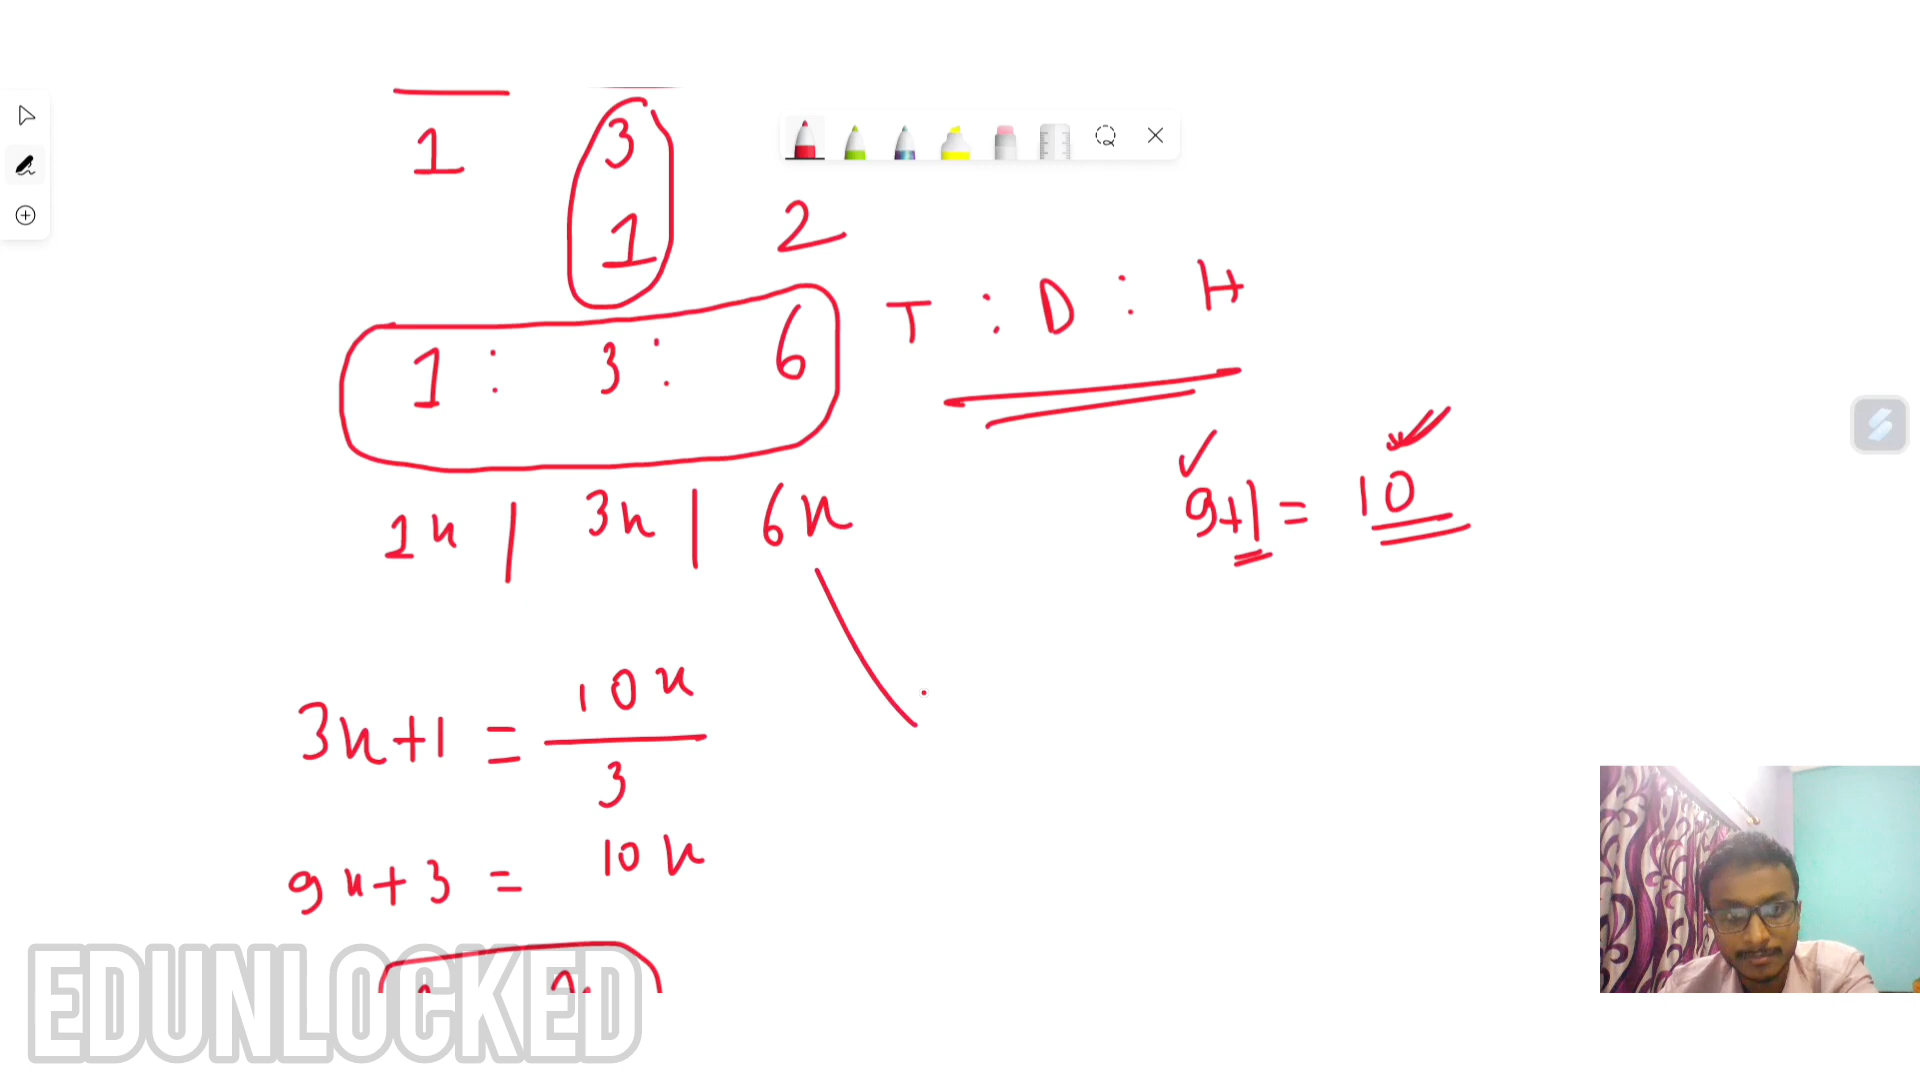 1 3
1 2
1 : 3 : 6 T : D : H
1x | 3x | 6x
9+1 = 10
3x+1 = 10x
3
9x+3 = 10x
EDUNLOCKED